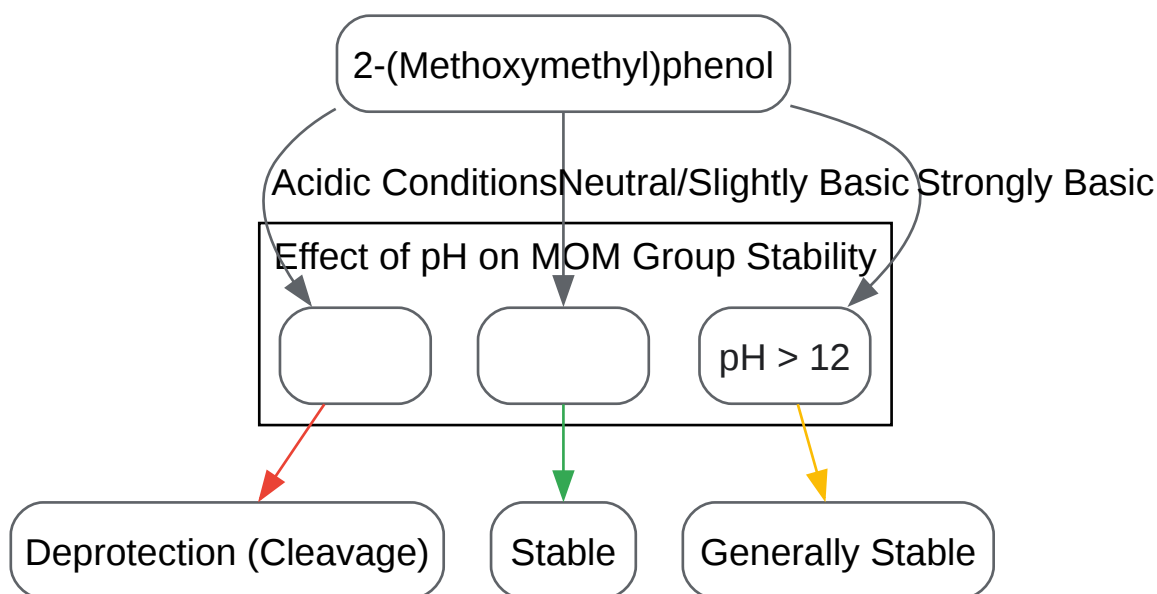 2-(Methoxymethyl)phenol
Acidic Conditions
Neutral/Slightly Basic
Strongly Basic
Effect of pH on MOM Group Stability
pH > 12
Deprotection (Cleavage)
Stable
Generally Stable